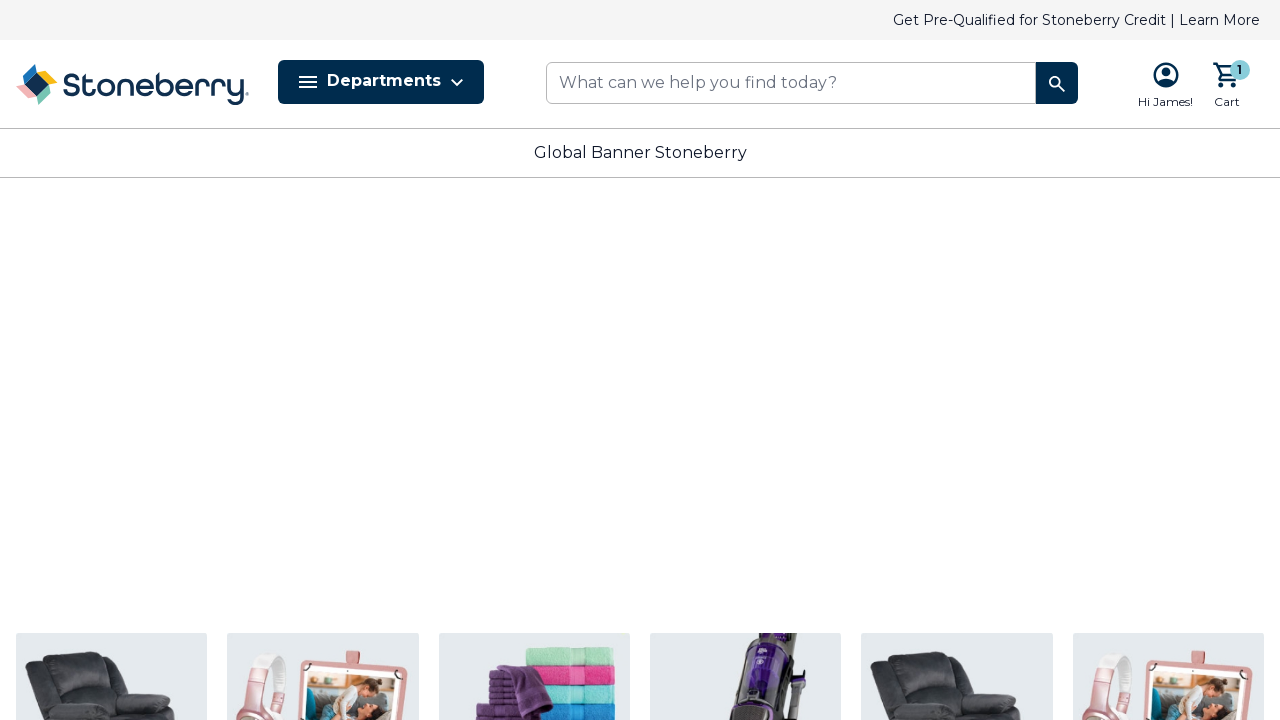 Get Pre-Qualified for Stoneberry Credit | Learn More
Stoneberry
Departments
What can we help you find today?
Hi James!
1
Cart
Global Banner Stoneberry